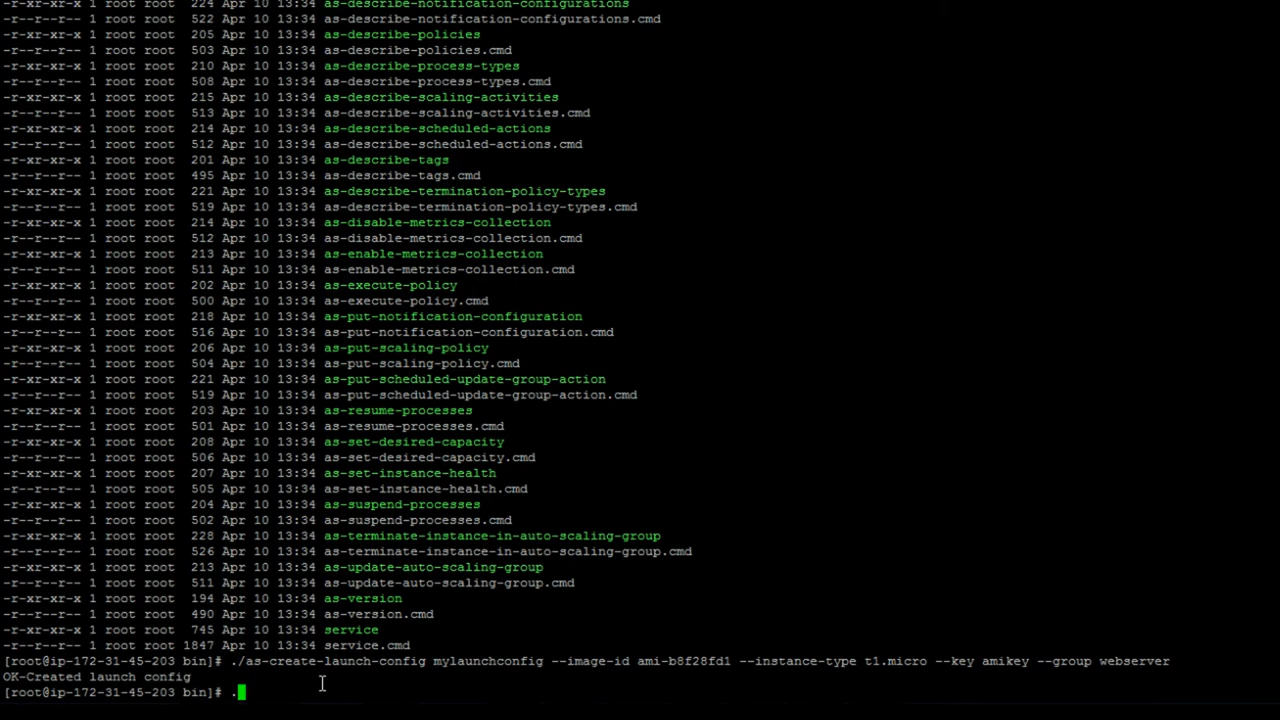 -r-xr-xr-x 1 root root  224 Apr 10 13:34 as-describe-notification-configurations
-r--r--r-- 1 root root  522 Apr 10 13:34 as-describe-notification-configurations.cmd
-r-xr-xr-x 1 root root  205 Apr 10 13:34 as-describe-policies
-r--r--r-- 1 root root  503 Apr 10 13:34 as-describe-policies.cmd
-r-xr-xr-x 1 root root  210 Apr 10 13:34 as-describe-process-types
-r--r--r-- 1 root root  508 Apr 10 13:34 as-describe-process-types.cmd
-r-xr-xr-x 1 root root  215 Apr 10 13:34 as-describe-scaling-activities
-r--r--r-- 1 root root  513 Apr 10 13:34 as-describe-scaling-activities.cmd
-r-xr-xr-x 1 root root  214 Apr 10 13:34 as-describe-scheduled-actions
-r--r--r-- 1 root root  512 Apr 10 13:34 as-describe-scheduled-actions.cmd
-r-xr-xr-x 1 root root  201 Apr 10 13:34 as-describe-tags
-r--r--r-- 1 root root  495 Apr 10 13:34 as-describe-tags.cmd
-r-xr-xr-x 1 root root  221 Apr 10 13:34 as-describe-termination-policy-types
-r--r--r-- 1 root root  519 Apr 10 13:34 as-describe-termination-policy-types.cmd
-r-xr-xr-x 1 root root  214 Apr 10 13:34 as-disable-metrics-collection
-r--r--r-- 1 root root  512 Apr 10 13:34 as-disable-metrics-collection.cmd
-r-xr-xr-x 1 root root  213 Apr 10 13:34 as-enable-metrics-collection
-r--r--r-- 1 root root  511 Apr 10 13:34 as-enable-metrics-collection.cmd
-r-xr-xr-x 1 root root  202 Apr 10 13:34 as-execute-policy
-r--r--r-- 1 root root  500 Apr 10 13:34 as-execute-policy.cmd
-r-xr-xr-x 1 root root  218 Apr 10 13:34 as-put-notification-configuration
-r--r--r-- 1 root root  516 Apr 10 13:34 as-put-notification-configuration.cmd
-r-xr-xr-x 1 root root  206 Apr 10 13:34 as-put-scaling-policy
-r--r--r-- 1 root root  504 Apr 10 13:34 as-put-scaling-policy.cmd
-r-xr-xr-x 1 root root  221 Apr 10 13:34 as-put-scheduled-update-group-action
-r--r--r-- 1 root root  519 Apr 10 13:34 as-put-scheduled-update-group-action.cmd
-r-xr-xr-x 1 root root  203 Apr 10 13:34 as-resume-processes
-r--r--r-- 1 root root  501 Apr 10 13:34 as-resume-processes.cmd
-r-xr-xr-x 1 root root  208 Apr 10 13:34 as-set-desired-capacity
-r--r--r-- 1 root root  506 Apr 10 13:34 as-set-desired-capacity.cmd
-r-xr-xr-x 1 root root  207 Apr 10 13:34 as-set-instance-health
-r--r--r-- 1 root root  505 Apr 10 13:34 as-set-instance-health.cmd
-r-xr-xr-x 1 root root  204 Apr 10 13:34 as-suspend-processes
-r--r--r-- 1 root root  502 Apr 10 13:34 as-suspend-processes.cmd
-r-xr-xr-x 1 root root  228 Apr 10 13:34 as-terminate-instance-in-auto-scaling-group
-r--r--r-- 1 root root  526 Apr 10 13:34 as-terminate-instance-in-auto-scaling-group.cmd
-r-xr-xr-x 1 root root  213 Apr 10 13:34 as-update-auto-scaling-group
-r--r--r-- 1 root root  511 Apr 10 13:34 as-update-auto-scaling-group.cmd
-r-xr-xr-x 1 root root  194 Apr 10 13:34 as-version
-r--r--r-- 1 root root  490 Apr 10 13:34 as-version.cmd
-r-xr-xr-x 1 root root  745 Apr 10 13:34 service
-r--r--r-- 1 root root 1847 Apr 10 13:34 service.cmd
[root@ip-172-31-45-203 bin]# ./as-create-launch-config mylaunchconfig --image-id ami-b8f28fd1 --instance-type t1.micro --key amikey --group webserver
OK-Created launch config
[root@ip-172-31-45-203 bin]# .